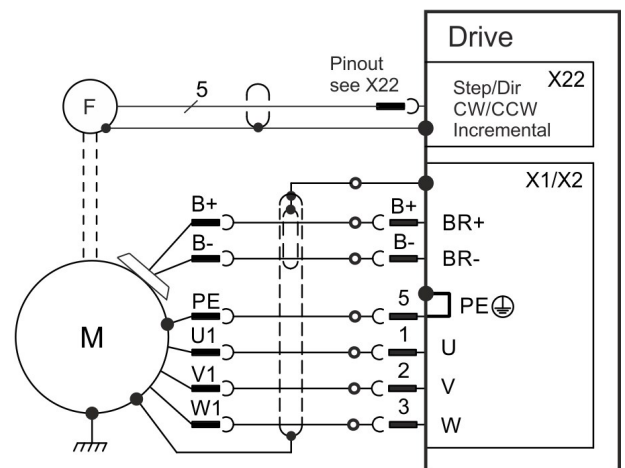 Drive
Pinout
see X22
X22
Step/Dir
CW/CCW
Incremental
F
5
X1/X2
B+
B+
BR+
B-
B-
BR-
PE
5
PE
M
U1
1
U
V1
2
V
W1
3
W